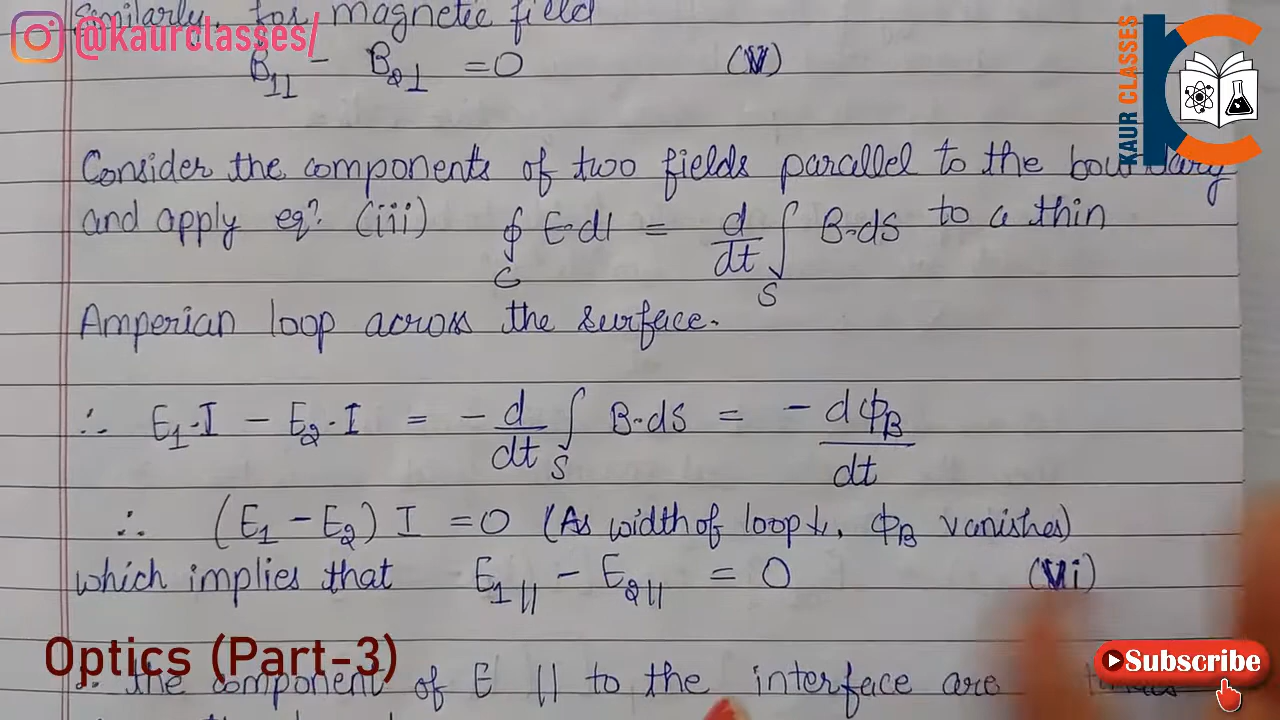 Similarly, for magnetic field
@kaurclasses/
B1⊥ - B2⊥ = 0 (V)
KAUR CLASSES
Consider the components of two fields parallel to the boundary
and apply eqn (iii) ∮C E·dl = d/dt ∫S B·ds to a thin
Amperian loop across the surface.
∴ E1·I - E2·I = -d/dt ∫S B·ds = -dΦB/dt
∴ (E1 - E2) I = 0 (As width of loop ↓, ΦB vanishes)
which implies that E1|| - E2|| = 0 (Vi)
Optics (Part-3)
Subscribe
the component of E || to the interface are